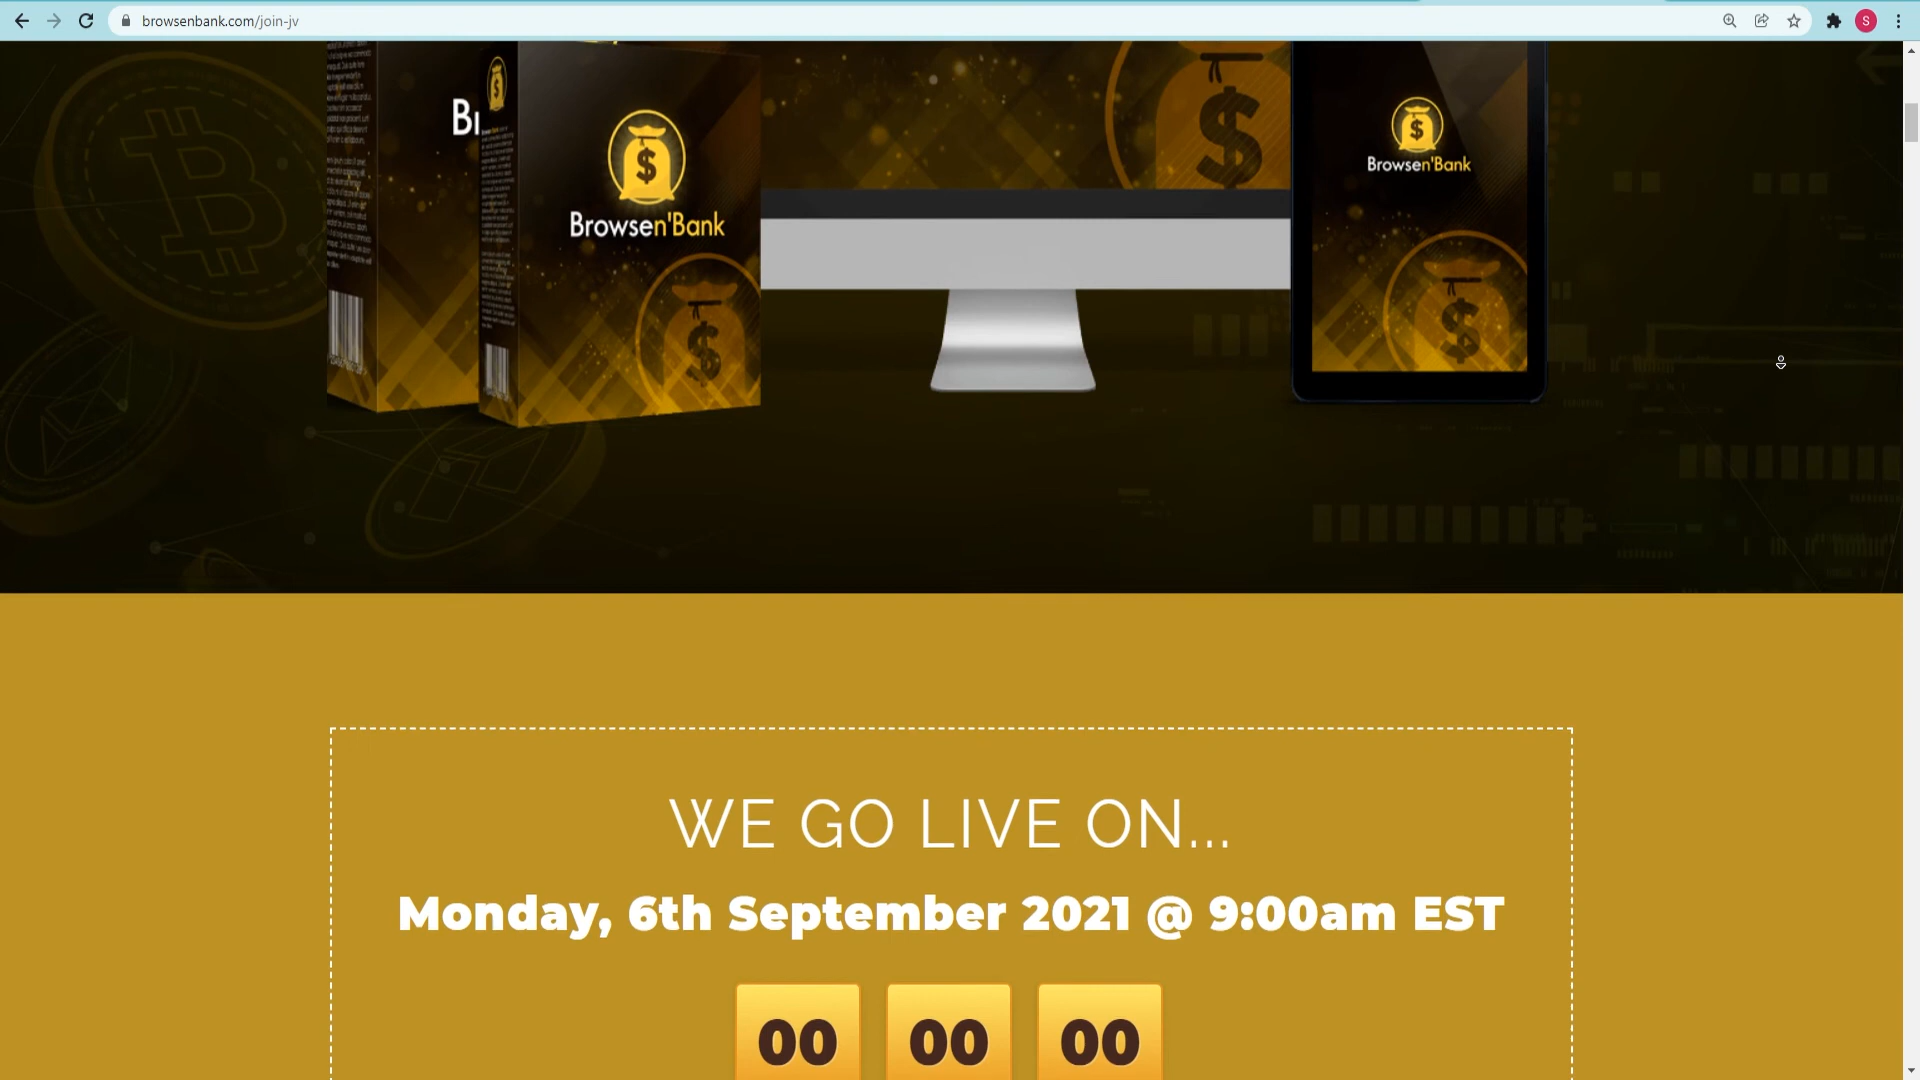 browsenbank.com/join-jv
S
Br
Browsen'Bank
Browsen'Bank
WE GO LIVE ON...
Monday, 6th September 2021 @ 9:00am EST
00 00 00